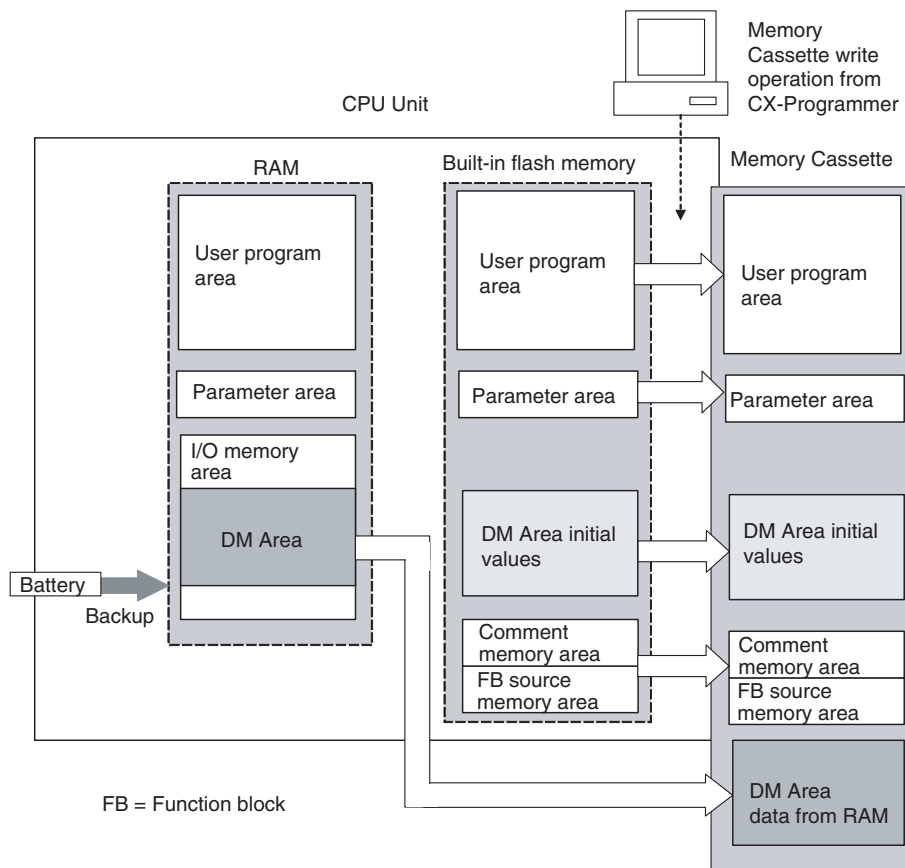 Memory
Cassette write
operation from
CX-Programmer
CPU Unit
RAM
Built-in flash memory
Memory Cassette
User program
area
User program
area
User program
area
Parameter area
Parameter area
Parameter area
I/O memory
area
DM Area
DM Area initial
values
DM Area initial
values
Battery
Backup
Comment
memory area
FB source
memory area
Comment
memory area
FB source
memory area
DM Area
data from RAM
FB = Function block